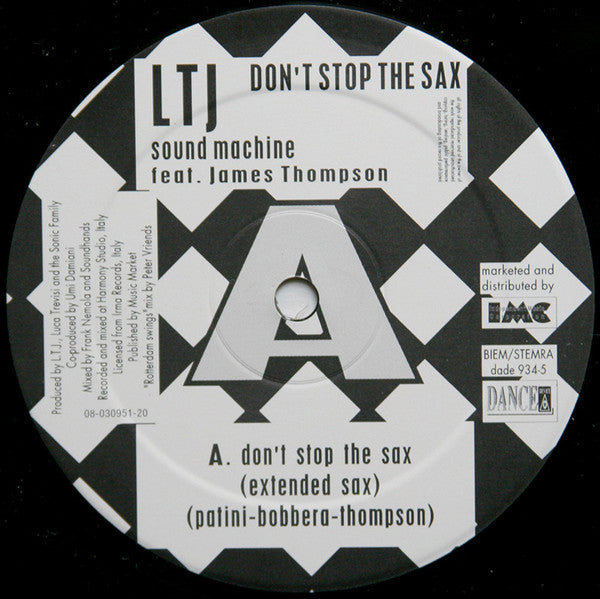 LTJ DON'T STOP THE SAX
sound machine
feat. James Thompson
Produced by L.T.J., Luca Trevisi and the Sonic Family
Co-produced by Umi Damiani
Mixed by Frank Nemola and Soundhands
Recorded and mixed at Harmony Studio, Italy
Licensed from Irma Records, Italy
Published by Music Market
"Rotterdam swings" mix by Peter Vriends
08-030951-20
A
marketed and
distributed by
IMC
BIEM/STEMRA
dade 934-5
DANCE
A. don't stop the sax
(extended sax)
(patini-bobbera-thompson)